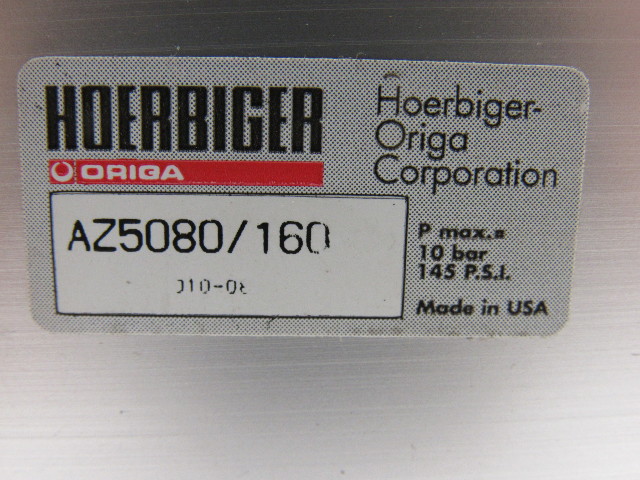 HOERBIGER
ORIGA
Hoerbiger-
Origa
Corporation
AZ5080/160
P max.=
10 bar
145 P.S.I.
Made in USA